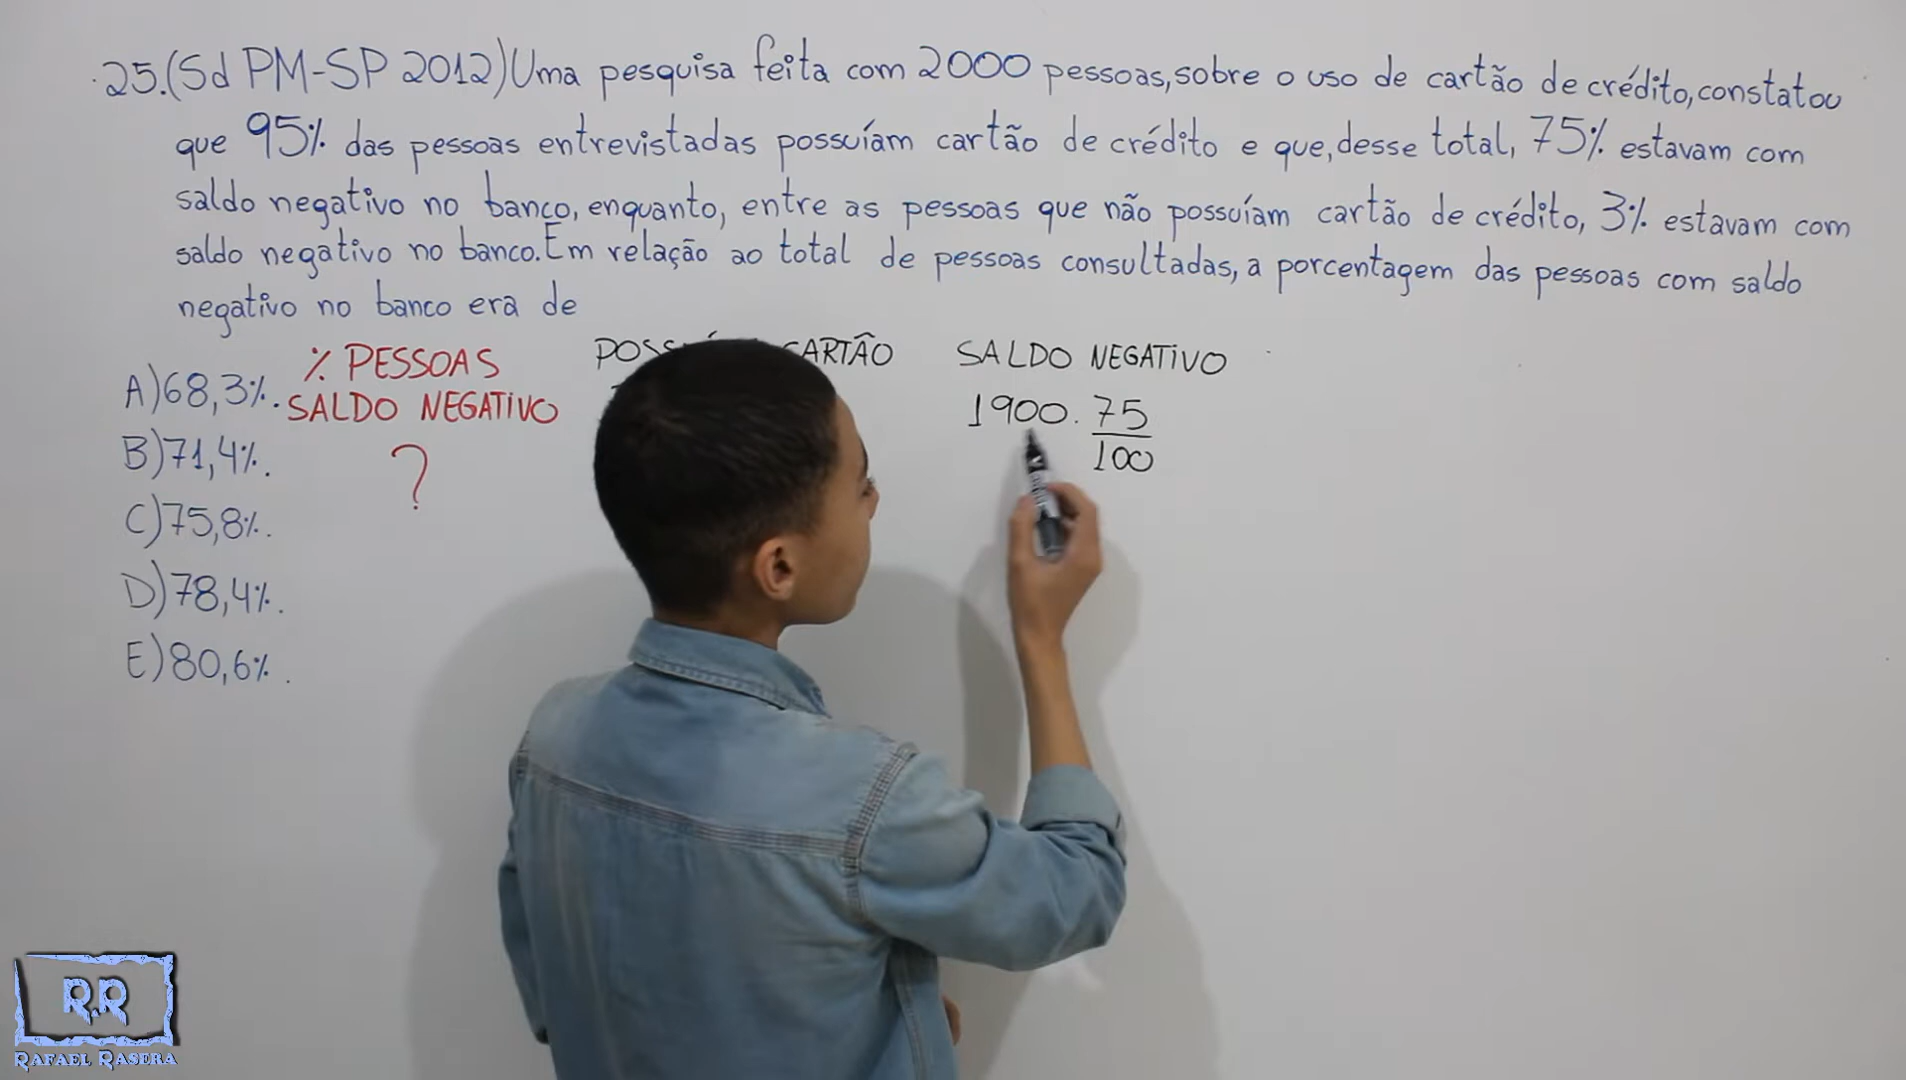 25.(Sd PM-SP 2012)Uma pesquisa feita com 2000 pessoas,sobre o uso de cartão de crédito,constatou
que 95% das pessoas entrevistadas possuíam cartão de crédito e que,desse total, 75% estavam com
saldo negativo no banco,enquanto, entre as pessoas que não possuíam cartão de crédito, 3% estavam com
saldo negativo no banco.Em relação ao total de pessoas consultadas,a porcentagem das pessoas com saldo
negativo no banco era de
% PESSOAS
SALDO NEGATIVO
?
A)68,3%.
B)71,4%.
C)75,8%.
D)78,4%.
E)80,6%.
CARTÃO
SALDO NEGATIVO
1900.75
100
R.R
RAFAEL RASERA